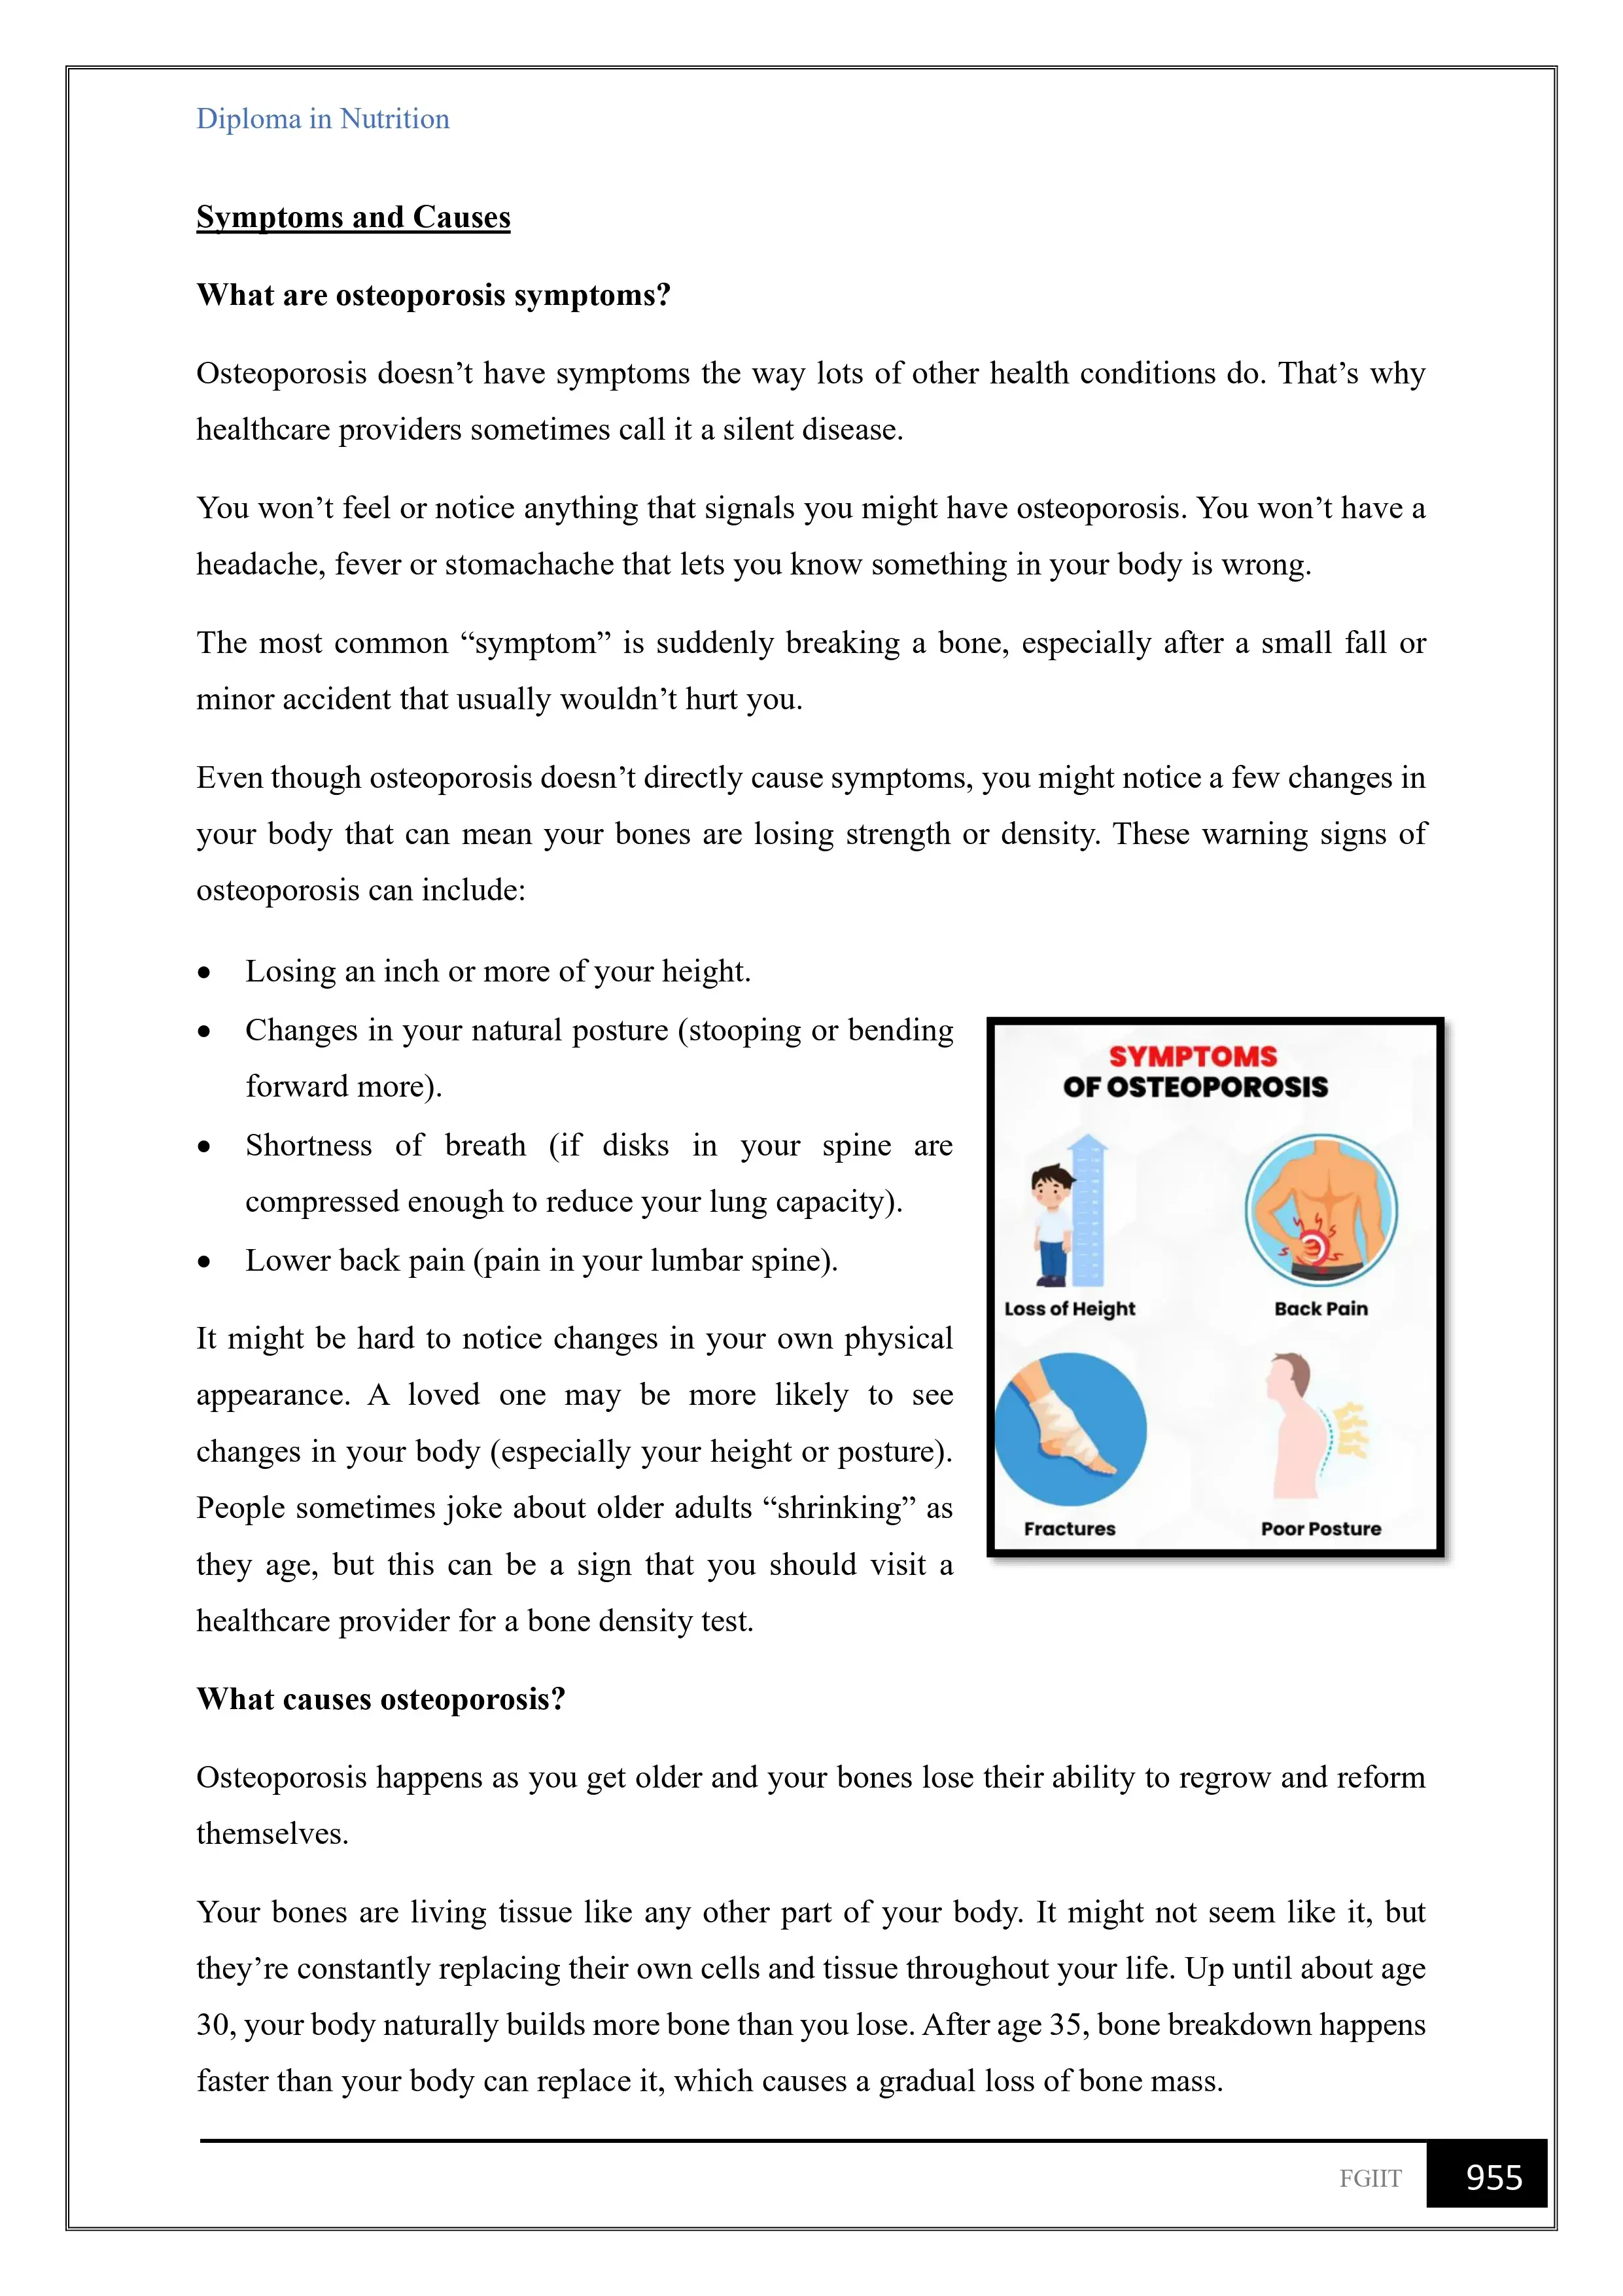 Diploma in Nutrition
Symptoms and Causes
What are osteoporosis symptoms?
Osteoporosis doesn’t have symptoms the way lots of other health conditions do. That’s why
healthcare providers sometimes call it a silent disease.
You won’t feel or notice anything that signals you might have osteoporosis. You won’t have a
headache, fever or stomachache that lets you know something in your body is wrong.
The most common “symptom” is suddenly breaking a bone, especially after a small fall or
minor accident that usually wouldn’t hurt you.
Even though osteoporosis doesn’t directly cause symptoms, you might notice a few changes in
your body that can mean your bones are losing strength or density. These warning signs of
osteoporosis can include:
• Losing an inch or more of your height.
• Changes in your natural posture (stooping or bending
forward more).
• Shortness of breath (if disks in your spine are
compressed enough to reduce your lung capacity).
• Lower back pain (pain in your lumbar spine).
It might be hard to notice changes in your own physical
appearance. A loved one may be more likely to see
changes in your body (especially your height or posture).
People sometimes joke about older adults “shrinking” as
they age, but this can be a sign that you should visit a
healthcare provider for a bone density test.
SYMPTOMS
OF OSTEOPOROSIS
Loss of Height
Back Pain
Fractures
Poor Posture
What causes osteoporosis?
Osteoporosis happens as you get older and your bones lose their ability to regrow and reform
themselves.
Your bones are living tissue like any other part of your body. It might not seem like it, but
they’re constantly replacing their own cells and tissue throughout your life. Up until about age
30, your body naturally builds more bone than you lose. After age 35, bone breakdown happens
faster than your body can replace it, which causes a gradual loss of bone mass.
FGIIT
955